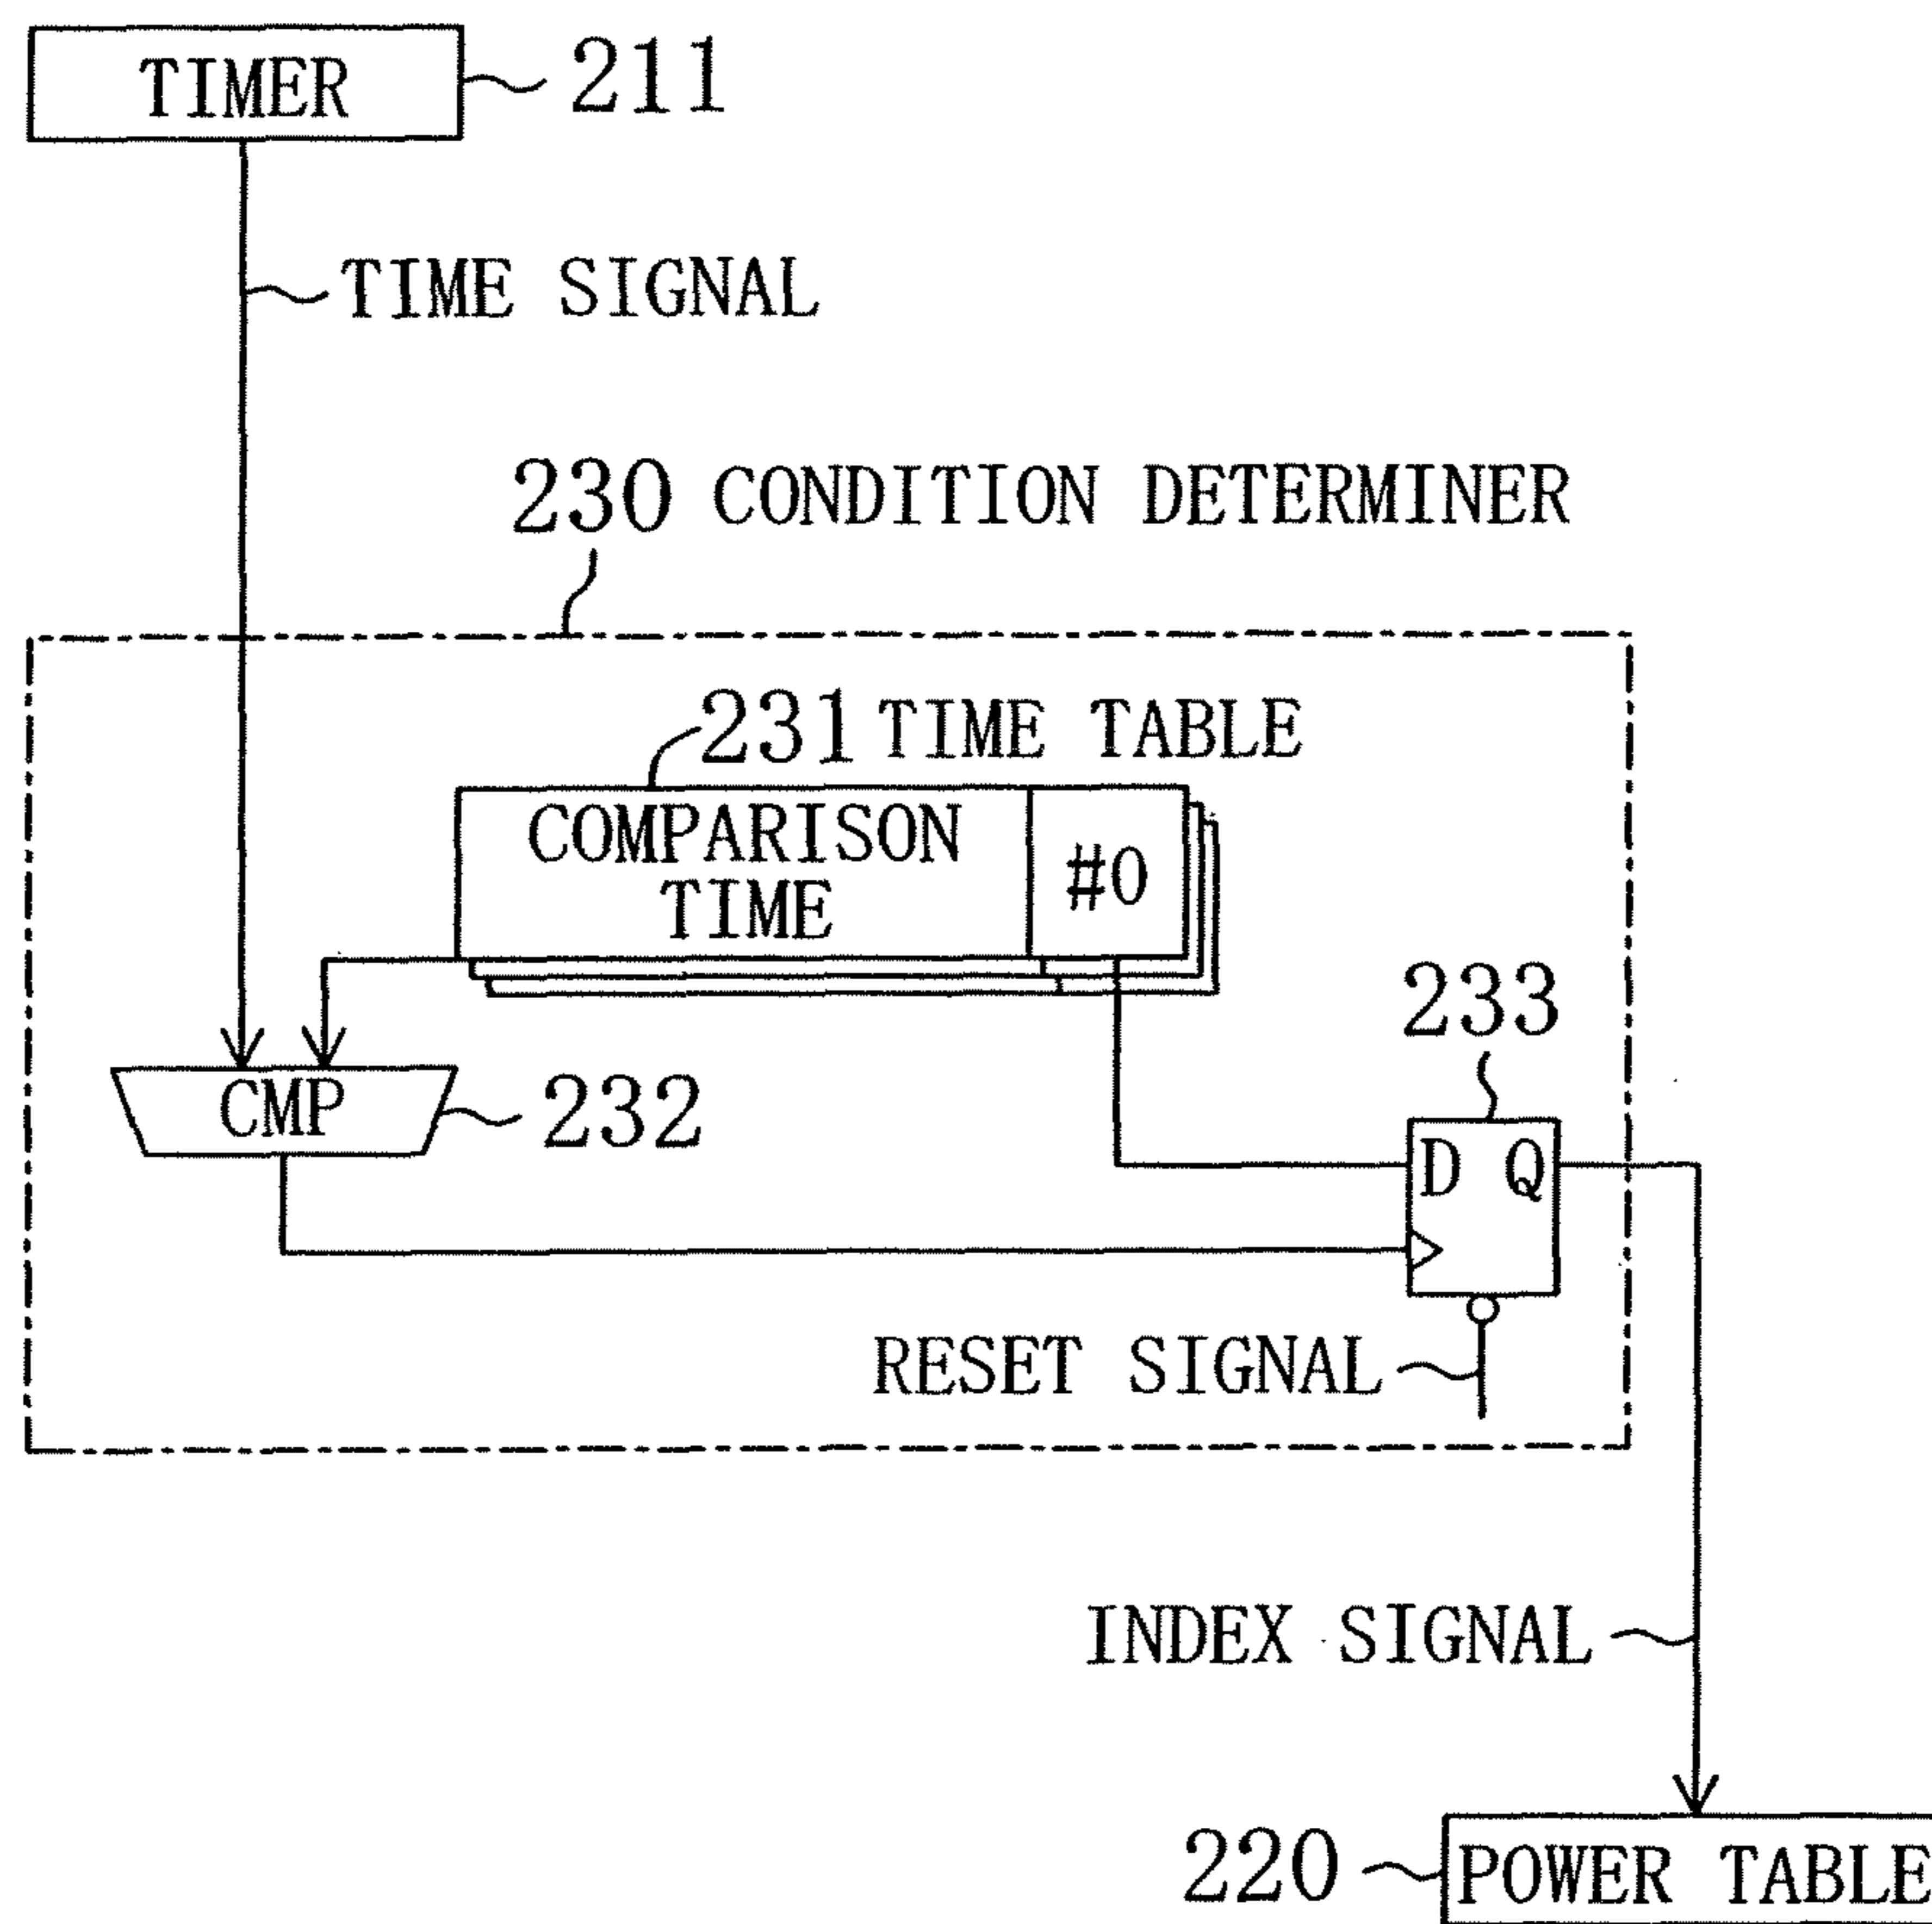 TIMER 211
TIME SIGNAL
230 CONDITION DETERMINER
231 TIME TABLE
COMPARISON
TIME
#0
233
CMP 232
D Q
RESET SIGNAL
INDEX SIGNAL
220 POWER TABLE